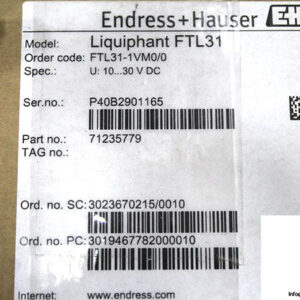 Endress+Hauser EH
Model: Liquiphant FTL31
Order code: FTL31-1VM0/0
Spec.: U: 10...30 V DC
Ser.no.: P40B2901165
Part no.: 71235779
TAG no.:
Ord. no. SC: 3023670215/0010
Ord. no. PC: 3019467782000010
Internet: www.endress.com